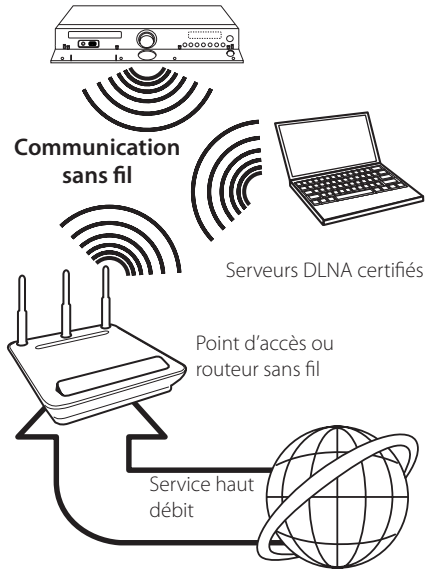 Communication
sans fil
Serveurs DLNA certifiés
Point d'accès ou
routeur sans fil
Service haut
débit